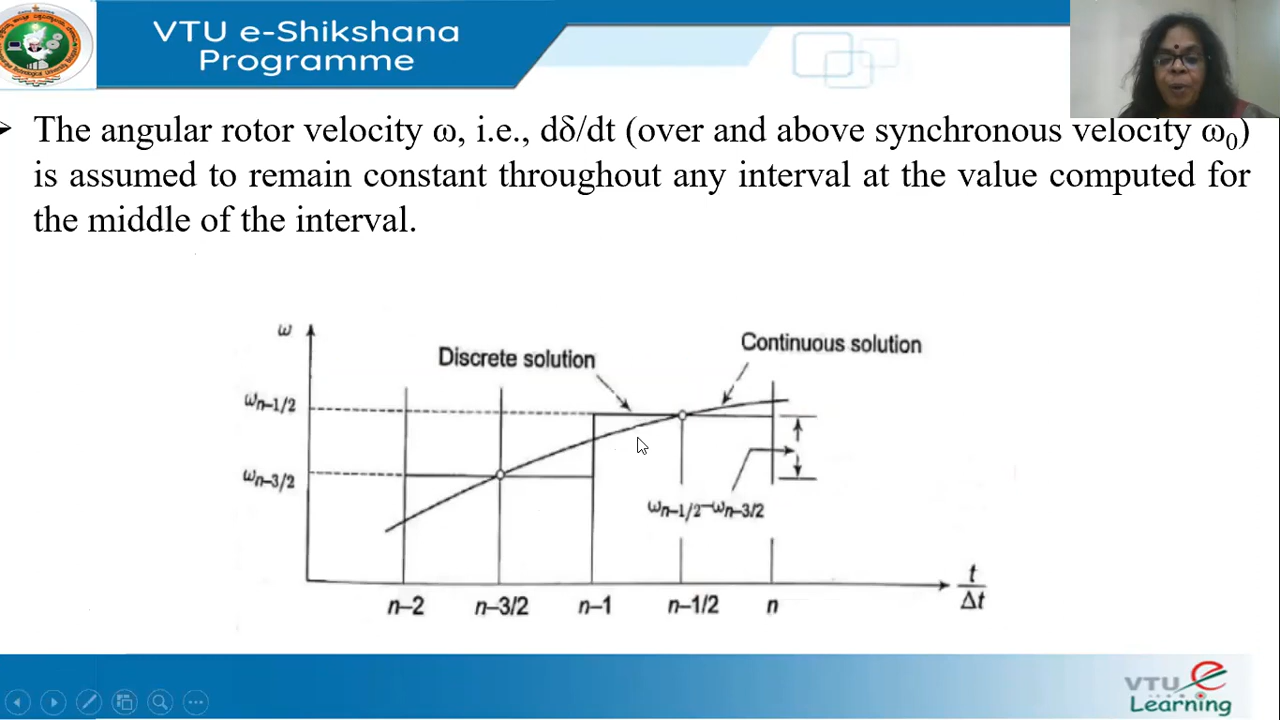 VTU e-Shikshana
Programme
➢ The angular rotor velocity ω, i.e., dδ/dt (over and above synchronous velocity ω₀)
is assumed to remain constant throughout any interval at the value computed for
the middle of the interval.
ω
Discrete solution
Continuous solution
ωn–1/2
ωn–3/2
ωn–1/2–ωn–3/2
n–2 n–3/2 n–1 n–1/2 n
t
Δt
VTU e
Learning